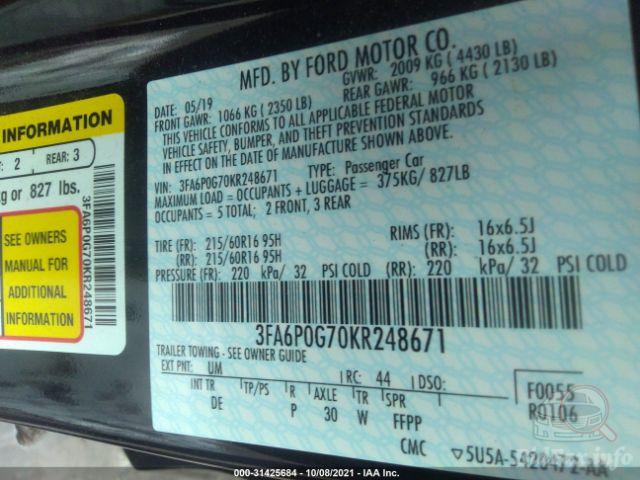 INFORMATION
2 REAR: 3
or 827 lbs.
SEE OWNERS
MANUAL FOR
ADDITIONAL
INFORMATION
3FA6P0G70KR248671
MFD. BY FORD MOTOR CO.
DATE: 05/19 GVWR: 2009 KG ( 4430 LB)
FRONT GAWR: 1066 KG ( 2350 LB) REAR GAWR: 966 KG ( 2130 LB)
THIS VEHICLE CONFORMS TO ALL APPLICABLE FEDERAL MOTOR
VEHICLE SAFETY, BUMPER, AND THEFT PREVENTION STANDARDS
IN EFFECT ON THE DATE OF MANUFACTURE SHOWN ABOVE.
VIN: 3FA6P0G70KR248671 TYPE: Passenger Car
MAXIMUM LOAD = OCCUPANTS + LUGGAGE = 375KG/ 827LB
OCCUPANTS = 5 TOTAL; 2 FRONT, 3 REAR
TIRE (FR): 215/60R16 95H RIMS (FR): 16x6.5J
(RR): 215/60R16 95H (RR): 16x6.5J
PRESSURE (FR): 220 kPa/ 32 PSI COLD (RR): 220 kPa/ 32 PSI COLD
3FA6P0G70KR248671
TRAILER TOWING - SEE OWNER GUIDE
EXT PNT: UM RC: 44 DSO: F0055
INT TR TP/PS R AXLE TR SPR R0106
DE P 30 W FFPP
CMC 5U5A-5420472-AA
000 - 31425684 - 10/08/2021 - IAA Inc.